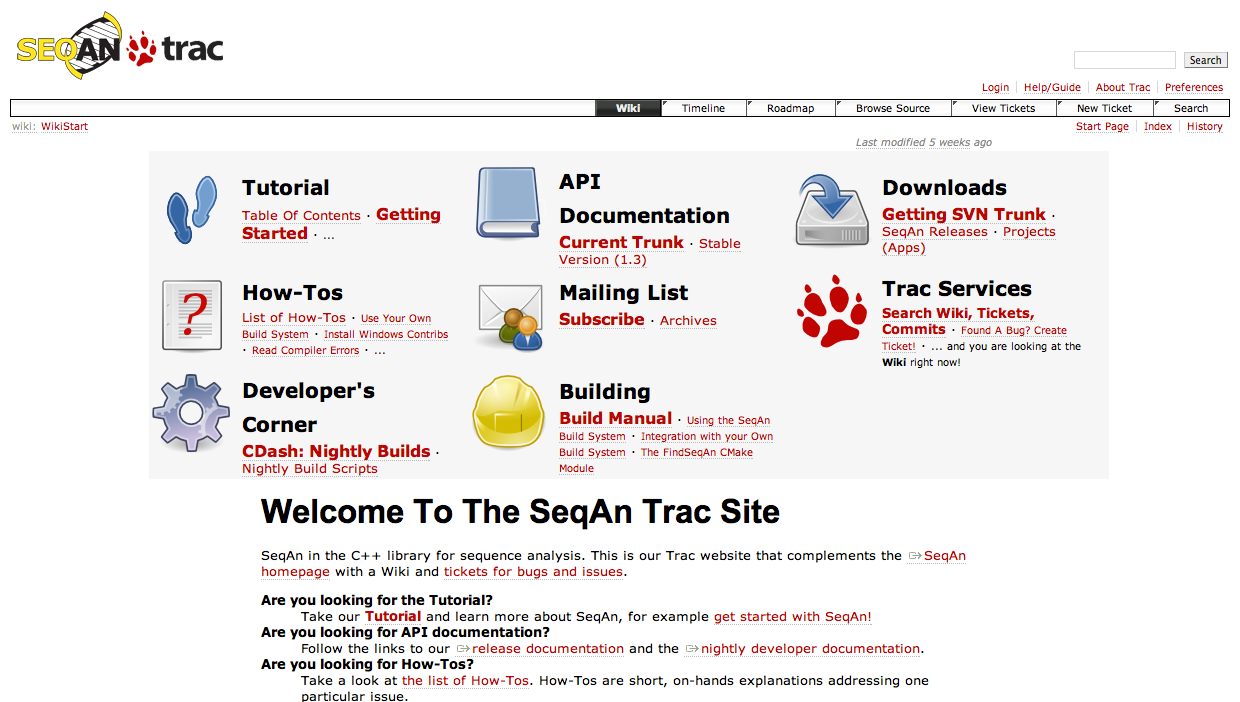 SEQAN trac
Search
Login Help/Guide About Trac Preferences
Wiki Timeline Roadmap Browse Source View Tickets New Ticket Search
wiki: WikiStart
Start Page Index History
Last modified 5 weeks ago
Tutorial
Table Of Contents · Getting
Started · ...
API
Documentation
Current Trunk · Stable
Version (1.3)
Downloads
Getting SVN Trunk ·
SeqAn Releases · Projects
(Apps)
?
How-Tos
List of How-Tos · Use Your Own
Build System · Install Windows Contribs
· Read Compiler Errors · ...
Mailing List
Subscribe · Archives
Trac Services
Search Wiki, Tickets,
Commits · Found A Bug? Create
Ticket! · ... and you are looking at the
Wiki right now!
Developer's
Corner
CDash: Nightly Builds ·
Nightly Build Scripts
Building
Build Manual · Using the SeqAn
Build System · Integration with your Own
Build System · The FindSeqAn CMake
Module
Welcome To The SeqAn Trac Site
SeqAn in the C++ library for sequence analysis. This is our Trac website that complements the SeqAn
homepage with a Wiki and tickets for bugs and issues.
Are you looking for the Tutorial?
Take our Tutorial and learn more about SeqAn, for example get started with SeqAn!
Are you looking for API documentation?
Follow the links to our release documentation and the nightly developer documentation.
Are you looking for How-Tos?
Take a look at the list of How-Tos. How-Tos are short, on-hands explanations addressing one
particular issue.